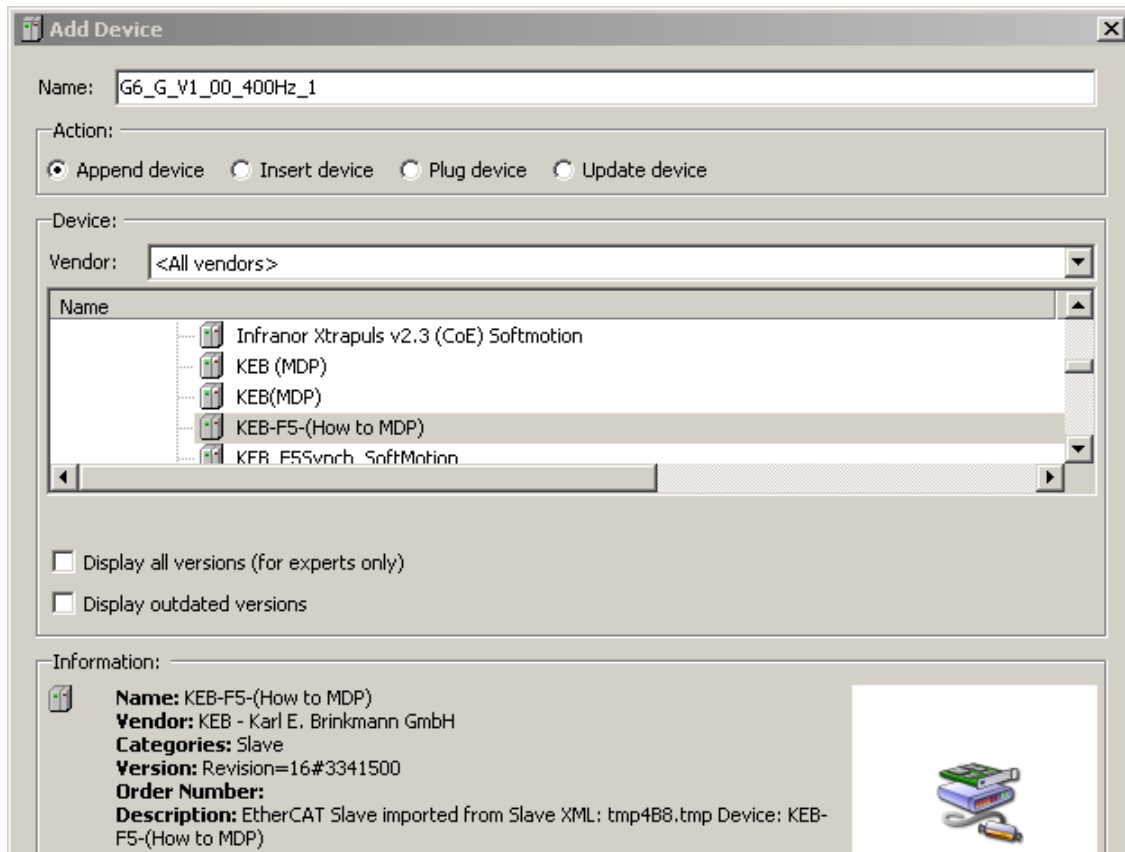 Add Device
Name: G6_G_V1_00_400Hz_1
Action:
Append device Insert device Plug device Update device
Device:
Vendor: <All vendors>
Name
Infranor Xtrapuls v2.3 (CoE) Softmotion
KEB (MDP)
KEB(MDP)
KEB-F5-(How to MDP)
KEB_F5Synch_SoftMotion
Display all versions (for experts only)
Display outdated versions
Information:
Name: KEB-F5-(How to MDP)
Vendor: KEB - Karl E. Brinkmann GmbH
Categories: Slave
Version: Revision=16#3341500
Order Number:
Description: EtherCAT Slave imported from Slave XML: tmp4B8.tmp Device: KEB-
F5-(How to MDP)